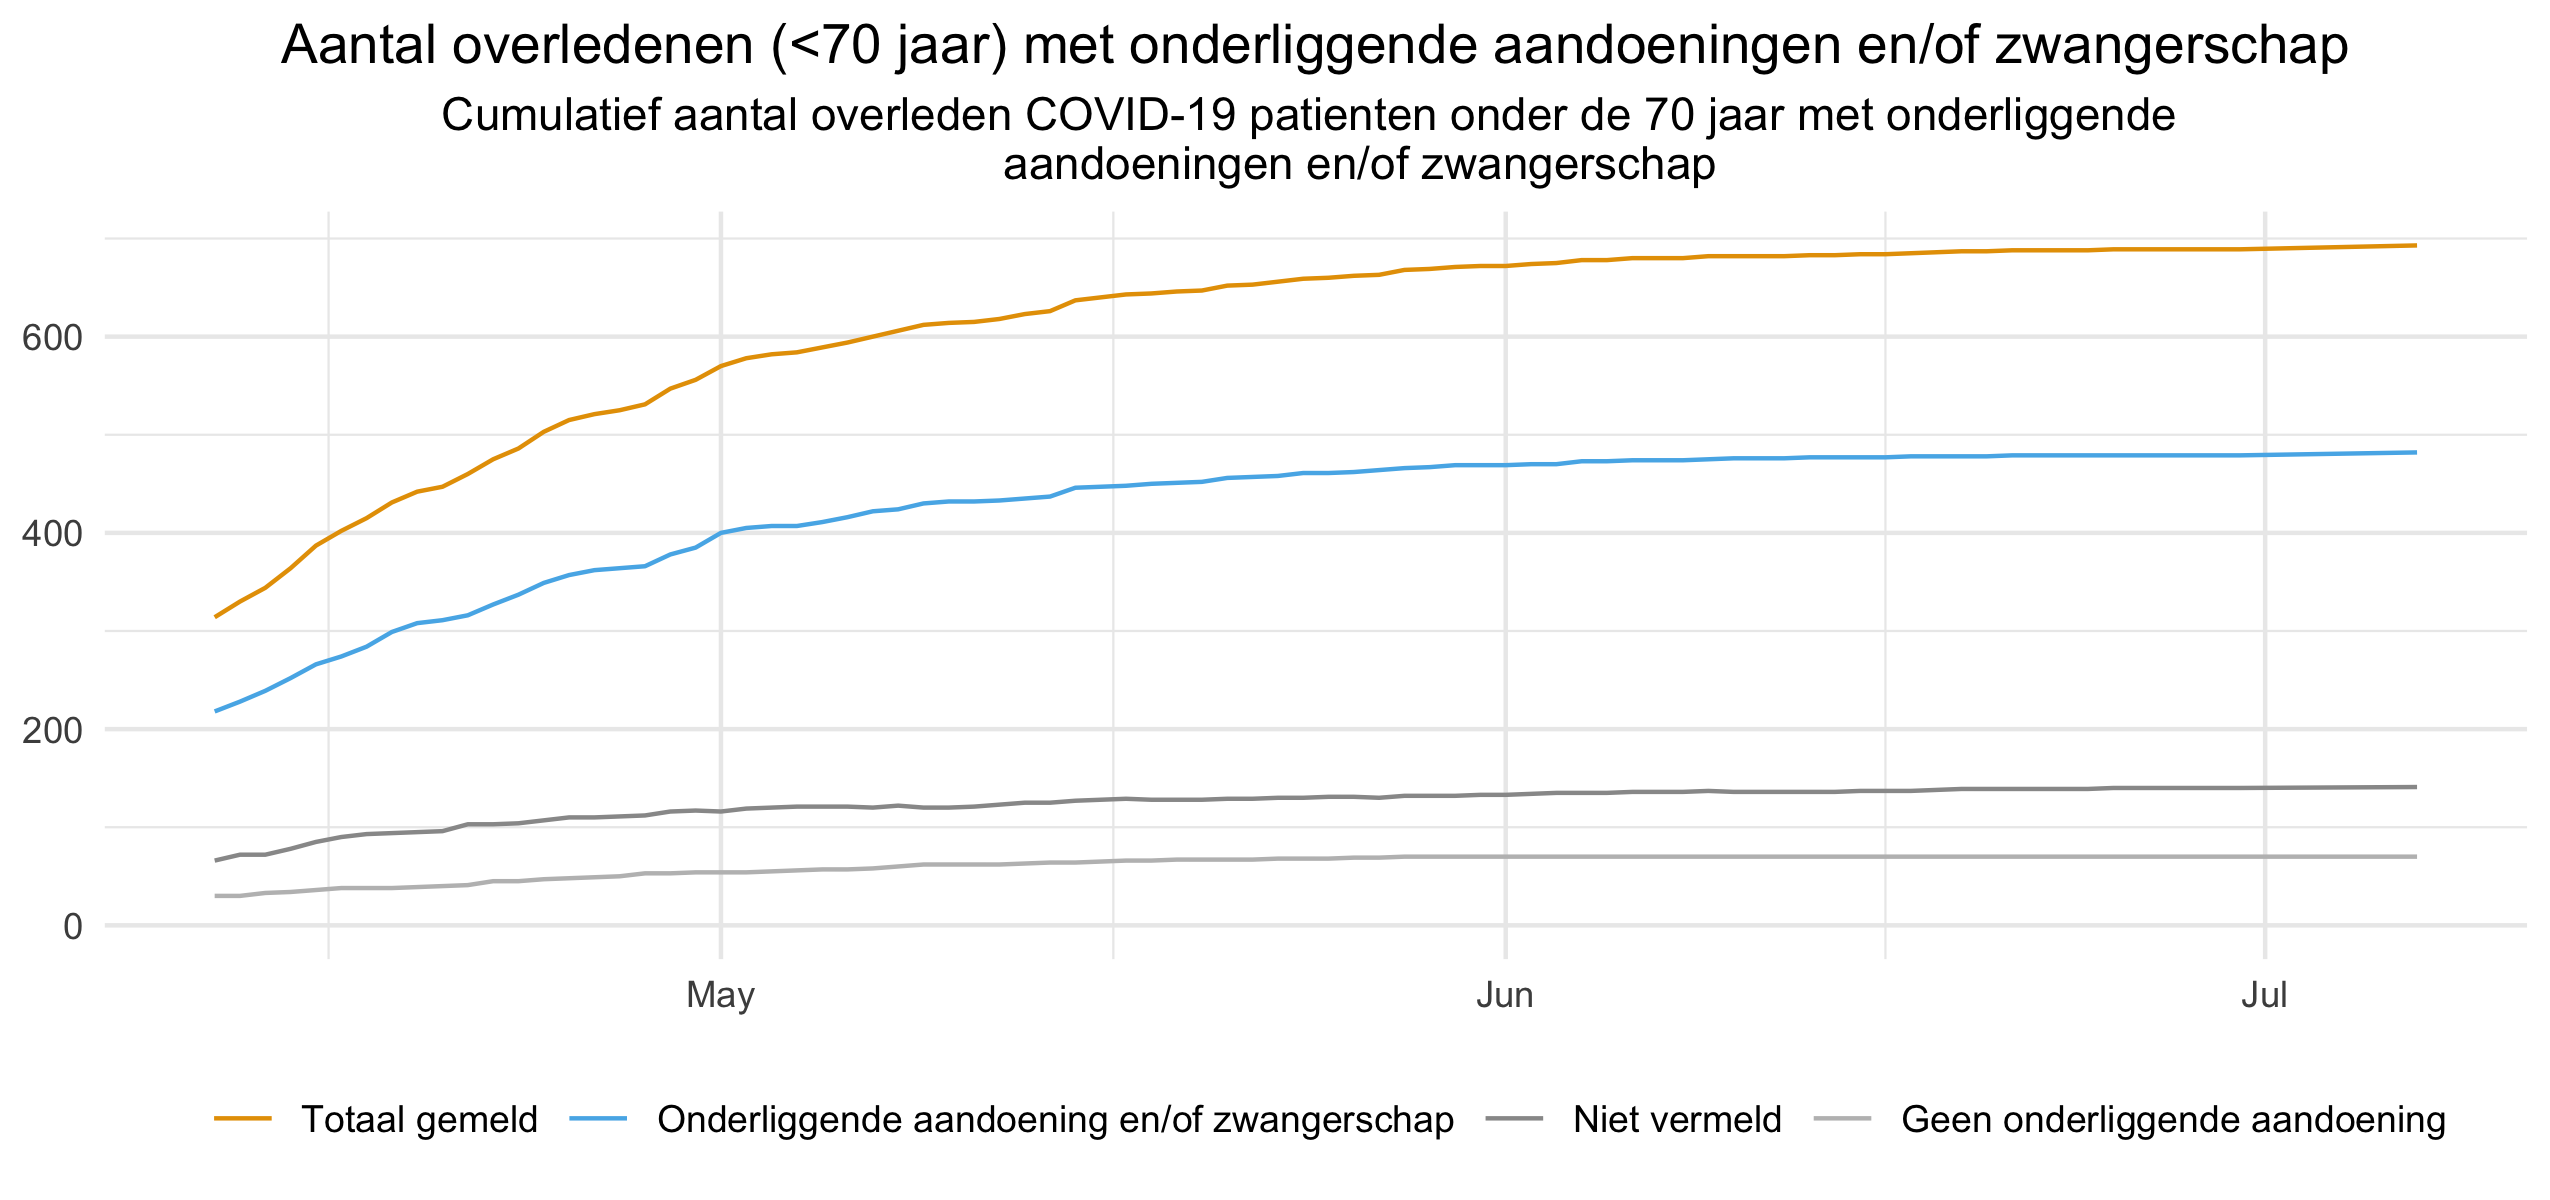 Aantal overledenen (<70 jaar) met onderliggende aandoeningen en/of zwangerschap
Cumulatief aantal overleden COVID-19 patienten onder de 70 jaar met onderliggende
aandoeningen en/of zwangerschap
600
400
200
0
May Jun Jul
Totaal gemeld Onderliggende aandoening en/of zwangerschap Niet vermeld Geen onderliggende aandoening